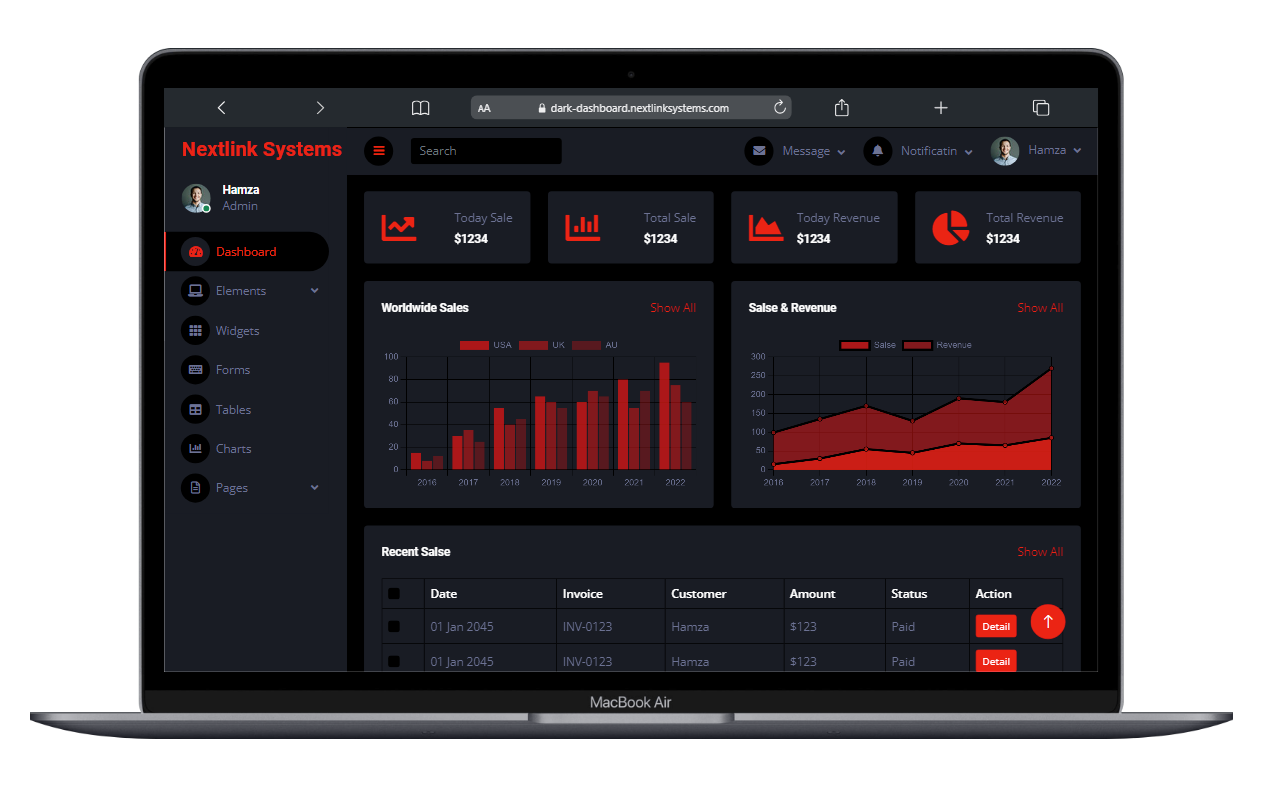 AA dark-dashboard.nextlinksystems.com
Nextlink Systems
Search
Message
Notificatin
Hamza
Hamza
Admin
Dashboard
Elements
Widgets
Forms
Tables
Charts
Pages
Today Sale
$1234
Total Sale
$1234
Today Revenue
$1234
Total Revenue
$1234
Worldwide Sales Show All
USA UK AU
100
80
60
40
20
0
2016 2017 2018 2019 2020 2021 2022
Salse & Revenue Show All
Salse Revenue
300
250
200
150
100
50
0
2016 2017 2018 2019 2020 2021 2022
Recent Salse Show All
Date Invoice Customer Amount Status Action
01 Jan 2045 INV-0123 Hamza $123 Paid Detail
01 Jan 2045 INV-0123 Hamza $123 Paid Detail
MacBook Air